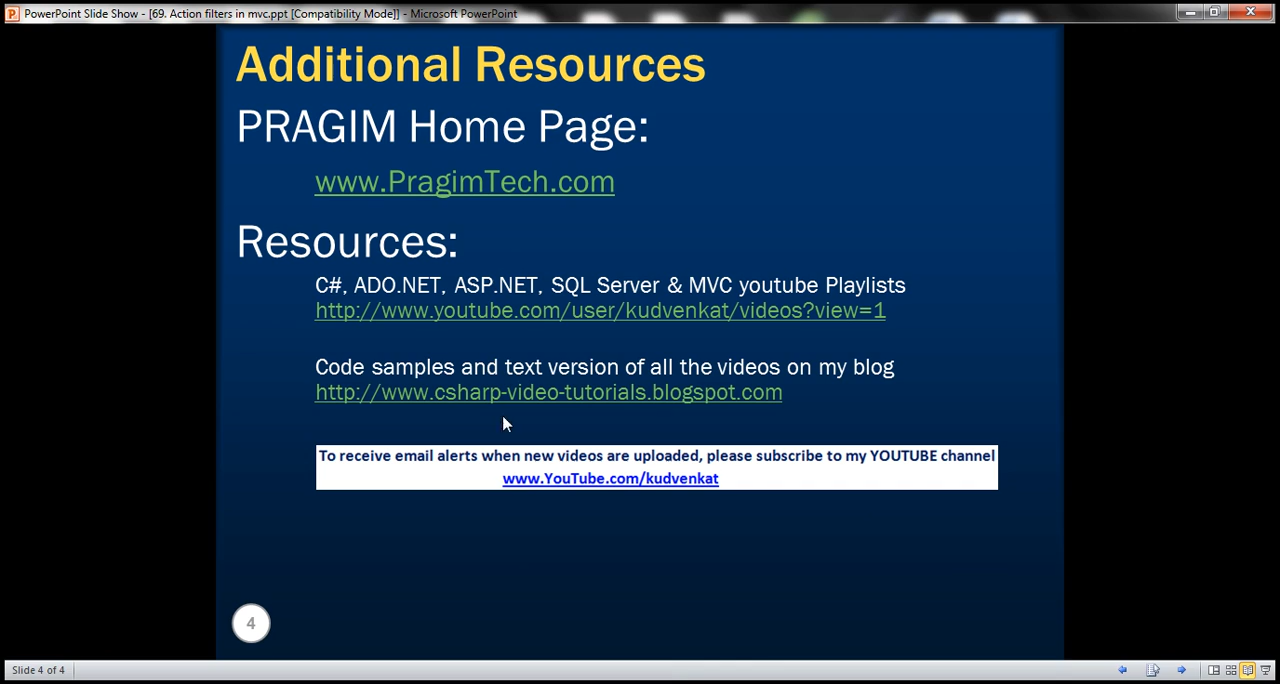 PowerPoint Slide Show - [69. Action filters in mvc.ppt [Compatibility Mode]] - Microsoft PowerPoint
Additional Resources
PRAGIM Home Page:
www.PragimTech.com
Resources:
C#, ADO.NET, ASP.NET, SQL Server & MVC youtube Playlists
http://www.youtube.com/user/kudvenkat/videos?view=1
Code samples and text version of all the videos on my blog
http://www.csharp-video-tutorials.blogspot.com
To receive email alerts when new videos are uploaded, please subscribe to my YOUTUBE channel
www.YouTube.com/kudvenkat
4
Slide 4 of 4